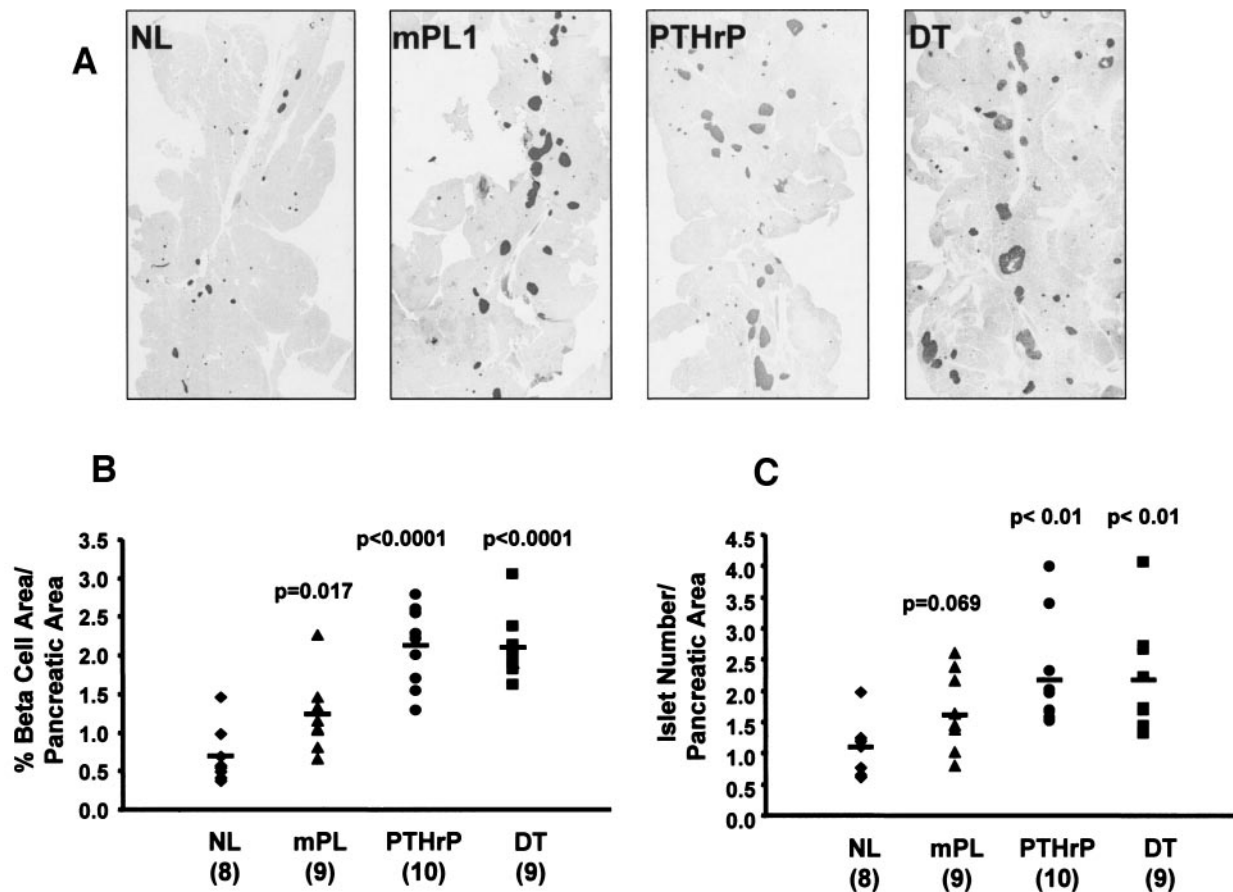 A
NL
mPL1
PTHrP
DT
B
% Beta Cell Area/
Pancreatic Area
3.5
3.0
2.5
2.0
1.5
1.0
0.5
0.0
p=0.017
p<0.0001
p<0.0001
NL
mPL
PTHrP
DT
(8)
(9)
(10)
(9)
C
Islet Number/
Pancreatic Area
4.5
4.0
3.5
3.0
2.5
2.0
1.5
1.0
0.5
0.0
p=0.069
p< 0.01
p< 0.01
NL
mPL
PTHrP
DT
(8)
(9)
(10)
(9)